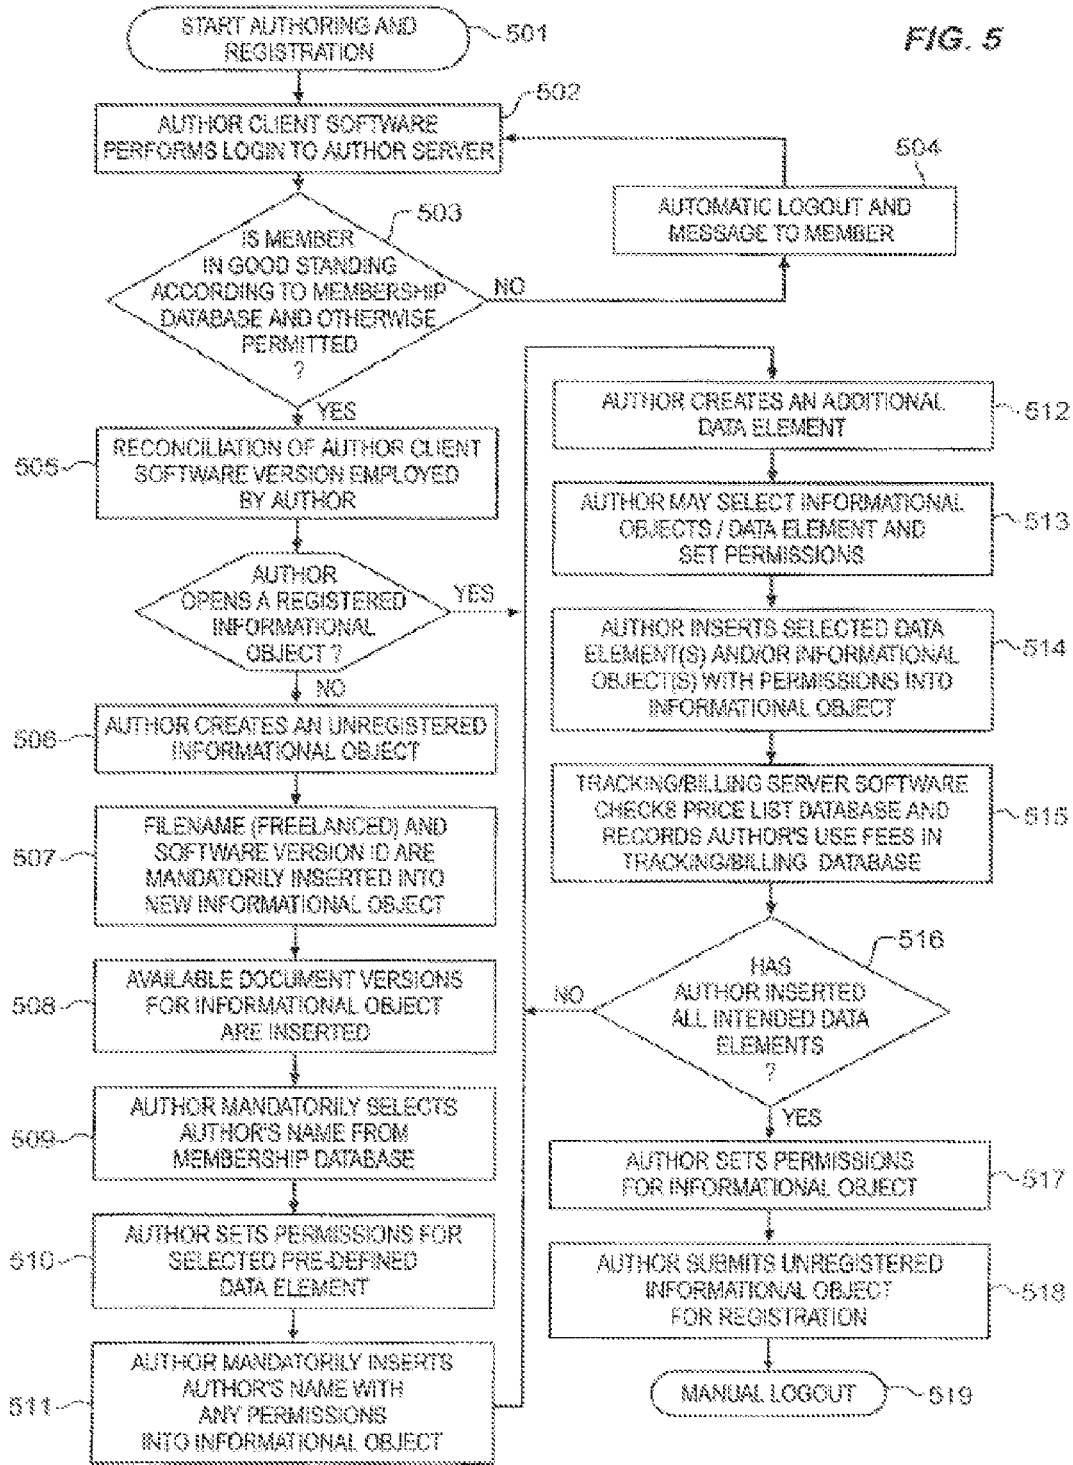 FIG. 5
START AUTHORING AND
REGISTRATION
501
AUTHOR CLIENT SOFTWARE
PERFORMS LOGIN TO AUTHOR SERVER
502
IS MEMBER
IN GOOD STANDING
ACCORDING TO MEMBERSHIP
DATABASE AND OTHERWISE
PERMITTED
?
503
NO
YES
AUTOMATIC LOGOUT AND
MESSAGE TO MEMBER
504
RECONCILIATION OF AUTHOR CLIENT
SOFTWARE VERSION EMPLOYED
BY AUTHOR
505
AUTHOR
OPENS A REGISTERED
INFORMATIONAL
OBJECT ?
YES
NO
AUTHOR CREATES AN UNREGISTERED
INFORMATIONAL OBJECT
506
FILENAME (FREELANCED) AND
SOFTWARE VERSION ID ARE
MANDATORILY INSERTED INTO
NEW INFORMATIONAL OBJECT
507
AVAILABLE DOCUMENT VERSIONS
FOR INFORMATIONAL OBJECT
ARE INSERTED
508
AUTHOR MANDATORILY SELECTS
AUTHOR'S NAME FROM
MEMBERSHIP DATABASE
509
AUTHOR SETS PERMISSIONS FOR
SELECTED PRE-DEFINED
DATA ELEMENT
510
AUTHOR MANDATORILY INSERTS
AUTHOR'S NAME WITH
ANY PERMISSIONS
INTO INFORMATIONAL OBJECT
511
AUTHOR CREATES AN ADDITIONAL
DATA ELEMENT
512
AUTHOR MAY SELECT INFORMATIONAL
OBJECTS / DATA ELEMENT AND
SET PERMISSIONS
513
AUTHOR INSERTS SELECTED DATA
ELEMENT(S) AND/OR INFORMATIONAL
OBJECT(S) WITH PERMISSIONS INTO
INFORMATIONAL OBJECT
514
TRACKING/BILLING SERVER SOFTWARE
CHECKS PRICE LIST DATABASE AND
RECORDS AUTHOR'S USE FEES IN
TRACKING/BILLING DATABASE
515
HAS
AUTHOR INSERTED
ALL INTENDED DATA
ELEMENTS
?
516
NO
YES
AUTHOR SETS PERMISSIONS
FOR INFORMATIONAL OBJECT
517
AUTHOR SUBMITS UNREGISTERED
INFORMATIONAL OBJECT
FOR REGISTRATION
518
MANUAL LOGOUT
519